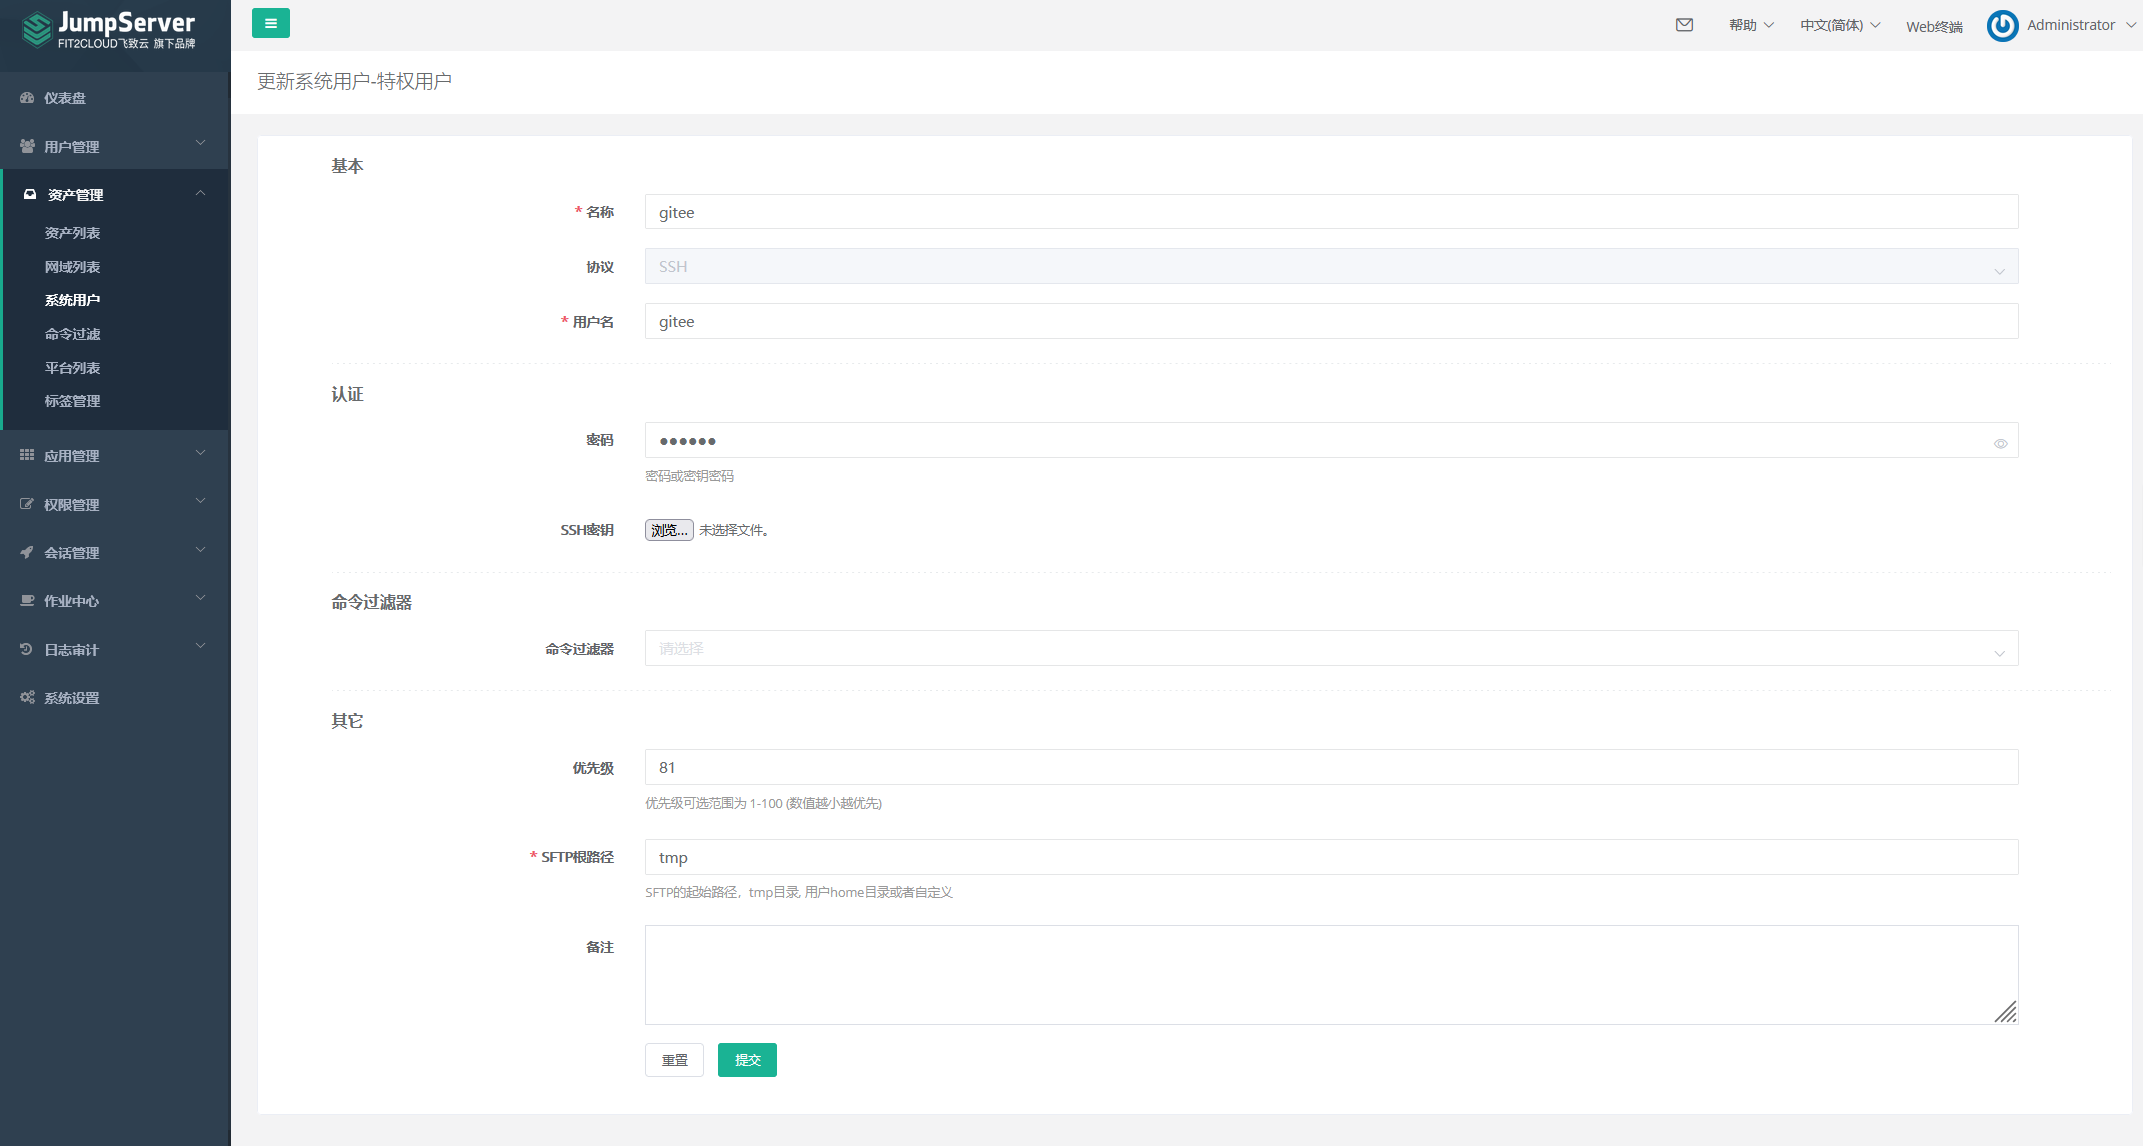 JumpServer
FIT2CLOUD飞致云 旗下品牌
帮助
中文(简体)
Web终端
Administrator
仪表盘
用户管理
资产管理
资产列表
网域列表
系统用户
命令过滤
平台列表
标签管理
应用管理
权限管理
会话管理
作业中心
日志审计
系统设置
更新系统用户-特权用户
基本
* 名称 gitee
协议 SSH
* 用户名 gitee
认证
密码 ●●●●●●
密码或密钥密码
SSH密钥 浏览... 未选择文件。
命令过滤器
命令过滤器 请选择
其它
优先级 81
优先级可选范围为 1-100 (数值越小越优先)
* SFTP根路径 tmp
SFTP的起始路径，tmp目录, 用户home目录或者自定义
备注
重置 提交